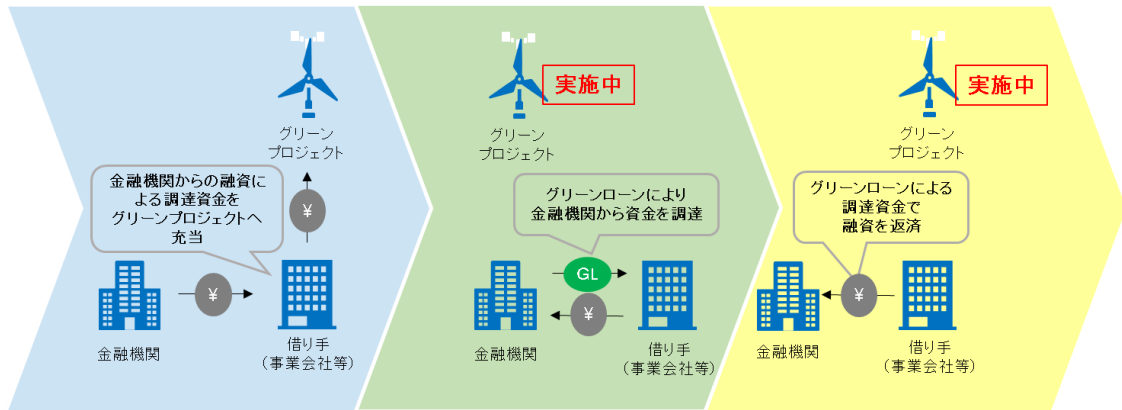 グリーン
プロジェクト
金融機関からの融資に
よる調達資金を
グリーンプロジェクトへ
充当
¥
¥
金融機関
借り手
(事業会社等)
実施中
グリーン
プロジェクト
グリーンローンにより
金融機関から資金を調達
GL
¥
金融機関
借り手
(事業会社等)
実施中
グリーン
プロジェクト
グリーンローンによる
調達資金で
融資を返済
¥
金融機関
借り手
(事業会社等)